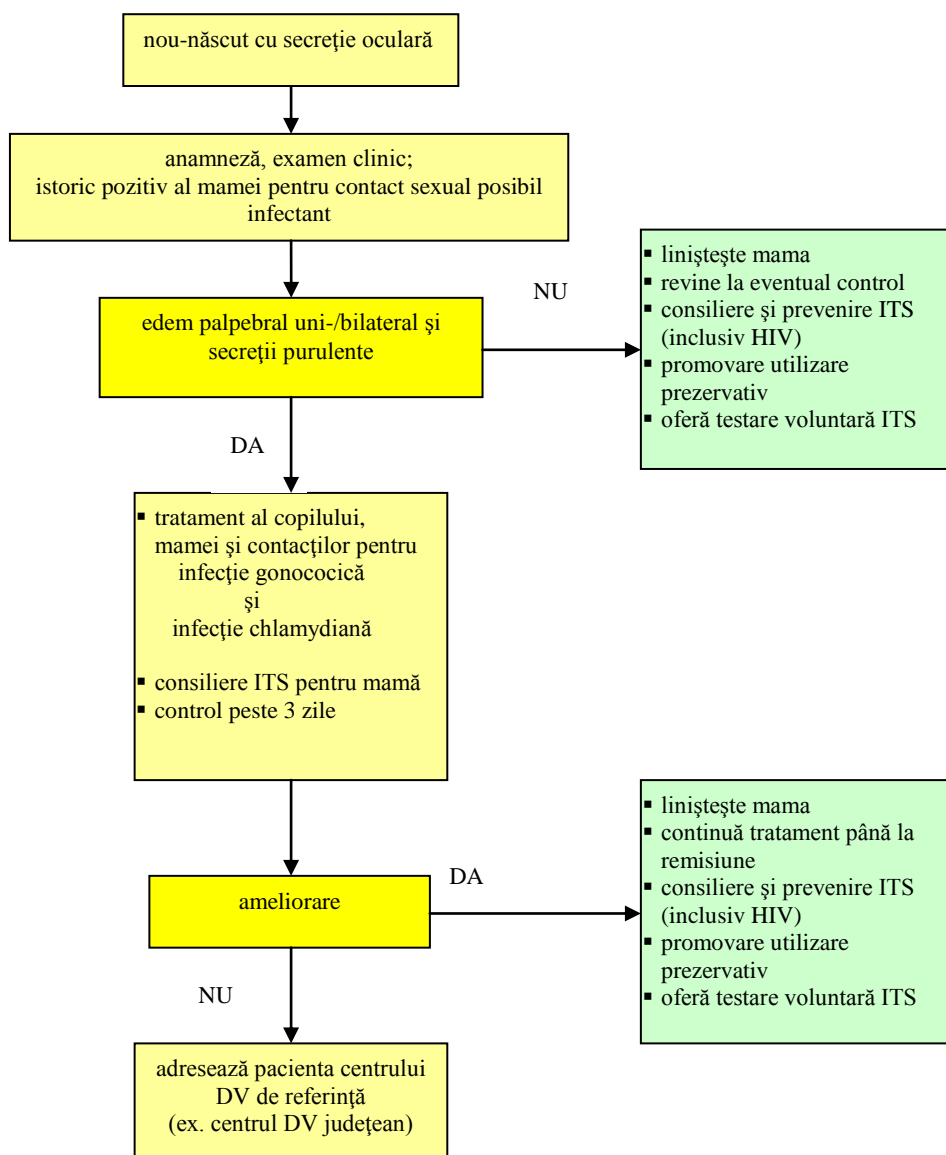 nou-născut cu secreţie oculară
anamneză, examen clinic;
istoric pozitiv al mamei pentru contact sexual posibil
infectant
edem palpebral uni-/bilateral şi
secreţii purulente
NU
▪ linişteşte mama
▪ revine la eventual control
▪ consiliere şi prevenire ITS
(inclusiv HIV)
▪ promovare utilizare
prezervativ
▪ oferă testare voluntară ITS
DA
▪ tratament al copilului,
mamei şi contacţilor pentru
infecţie gonococică
şi
infecţie chlamydiană
▪ consiliere ITS pentru mamă
▪ control peste 3 zile
ameliorare
DA
▪ linişteşte mama
▪ continuă tratament până la
remisiune
▪ consiliere şi prevenire ITS
(inclusiv HIV)
▪ promovare utilizare
prezervativ
▪ oferă testare voluntară ITS
NU
adresează pacienta centrului
DV de referinţă
(ex. centrul DV judeţean)